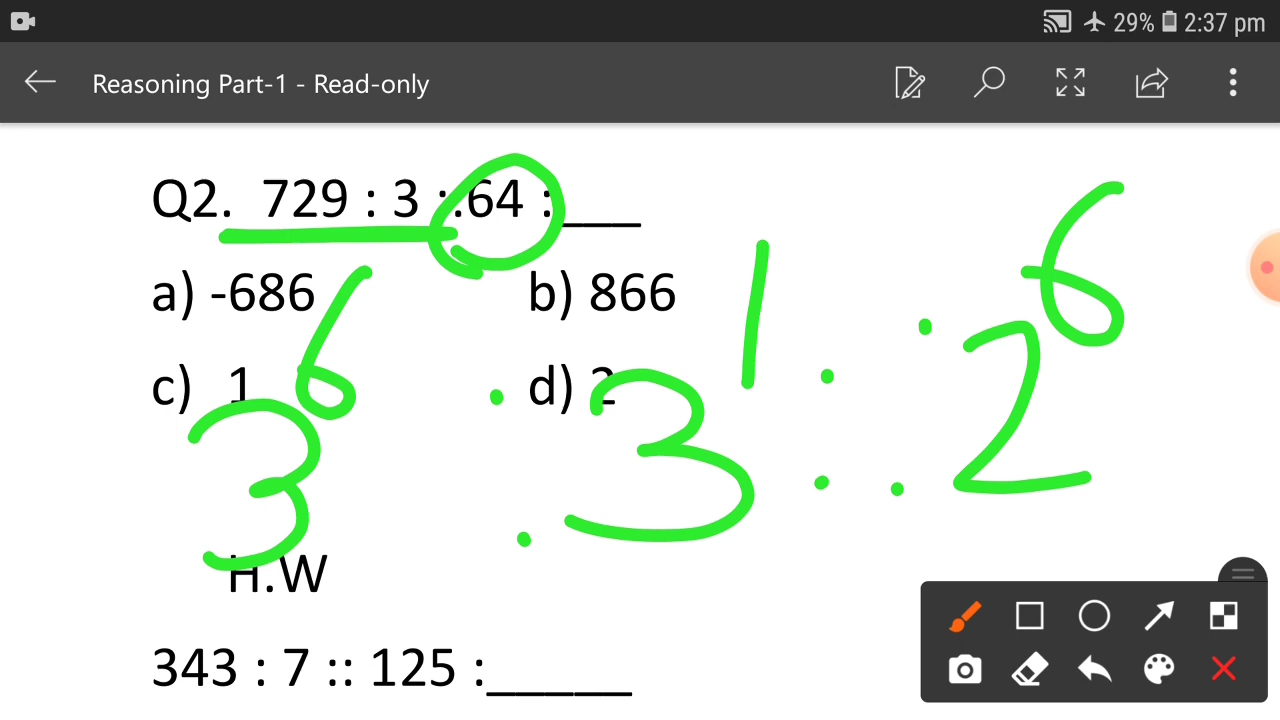 29% 2:37 pm
Reasoning Part-1 - Read-only
Q2. 729 : 3 :: 64 :___
a) -686 b) 866
c) 1 d) 2
3⁶ : 3¹ :: 2⁶
H.W
343 : 7 :: 125 :_____